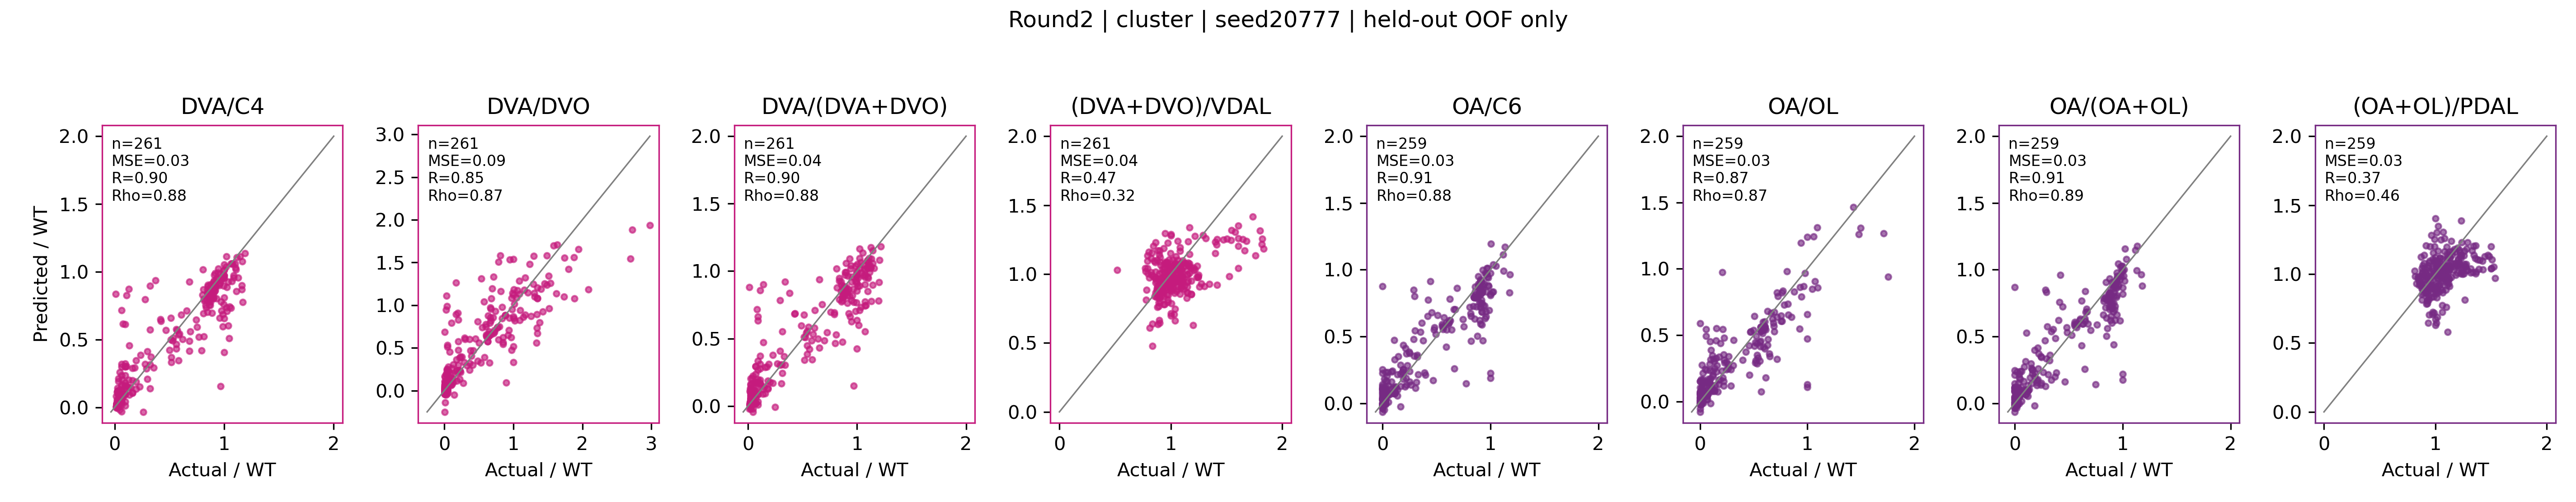 Round2 | cluster | seed20777 | held-out OOF only
DVA/C4
n=261
MSE=0.03
R=0.90
Rho=0.88
2.0
1.5
1.0
0.5
0.0
0 1 2
Predicted / WT
Actual / WT
DVA/DVO
n=261
MSE=0.09
R=0.85
Rho=0.87
3.0
2.5
2.0
1.5
1.0
0.5
0.0
0 1 2 3
Actual / WT
DVA/(DVA+DVO)
n=261
MSE=0.04
R=0.90
Rho=0.88
2.0
1.5
1.0
0.5
0.0
0 1 2
Actual / WT
(DVA+DVO)/VDAL
n=261
MSE=0.04
R=0.47
Rho=0.32
2.0
1.5
1.0
0.5
0.0
0 1 2
Actual / WT
OA/C6
n=259
MSE=0.03
R=0.91
Rho=0.88
2.0
1.5
1.0
0.5
0.0
0 1 2
Actual / WT
OA/OL
n=259
MSE=0.03
R=0.87
Rho=0.87
2.0
1.5
1.0
0.5
0.0
0 1 2
Actual / WT
OA/(OA+OL)
n=259
MSE=0.03
R=0.91
Rho=0.89
2.0
1.5
1.0
0.5
0.0
0 1 2
Actual / WT
(OA+OL)/PDAL
n=259
MSE=0.03
R=0.37
Rho=0.46
2.0
1.5
1.0
0.5
0.0
0 1 2
Actual / WT